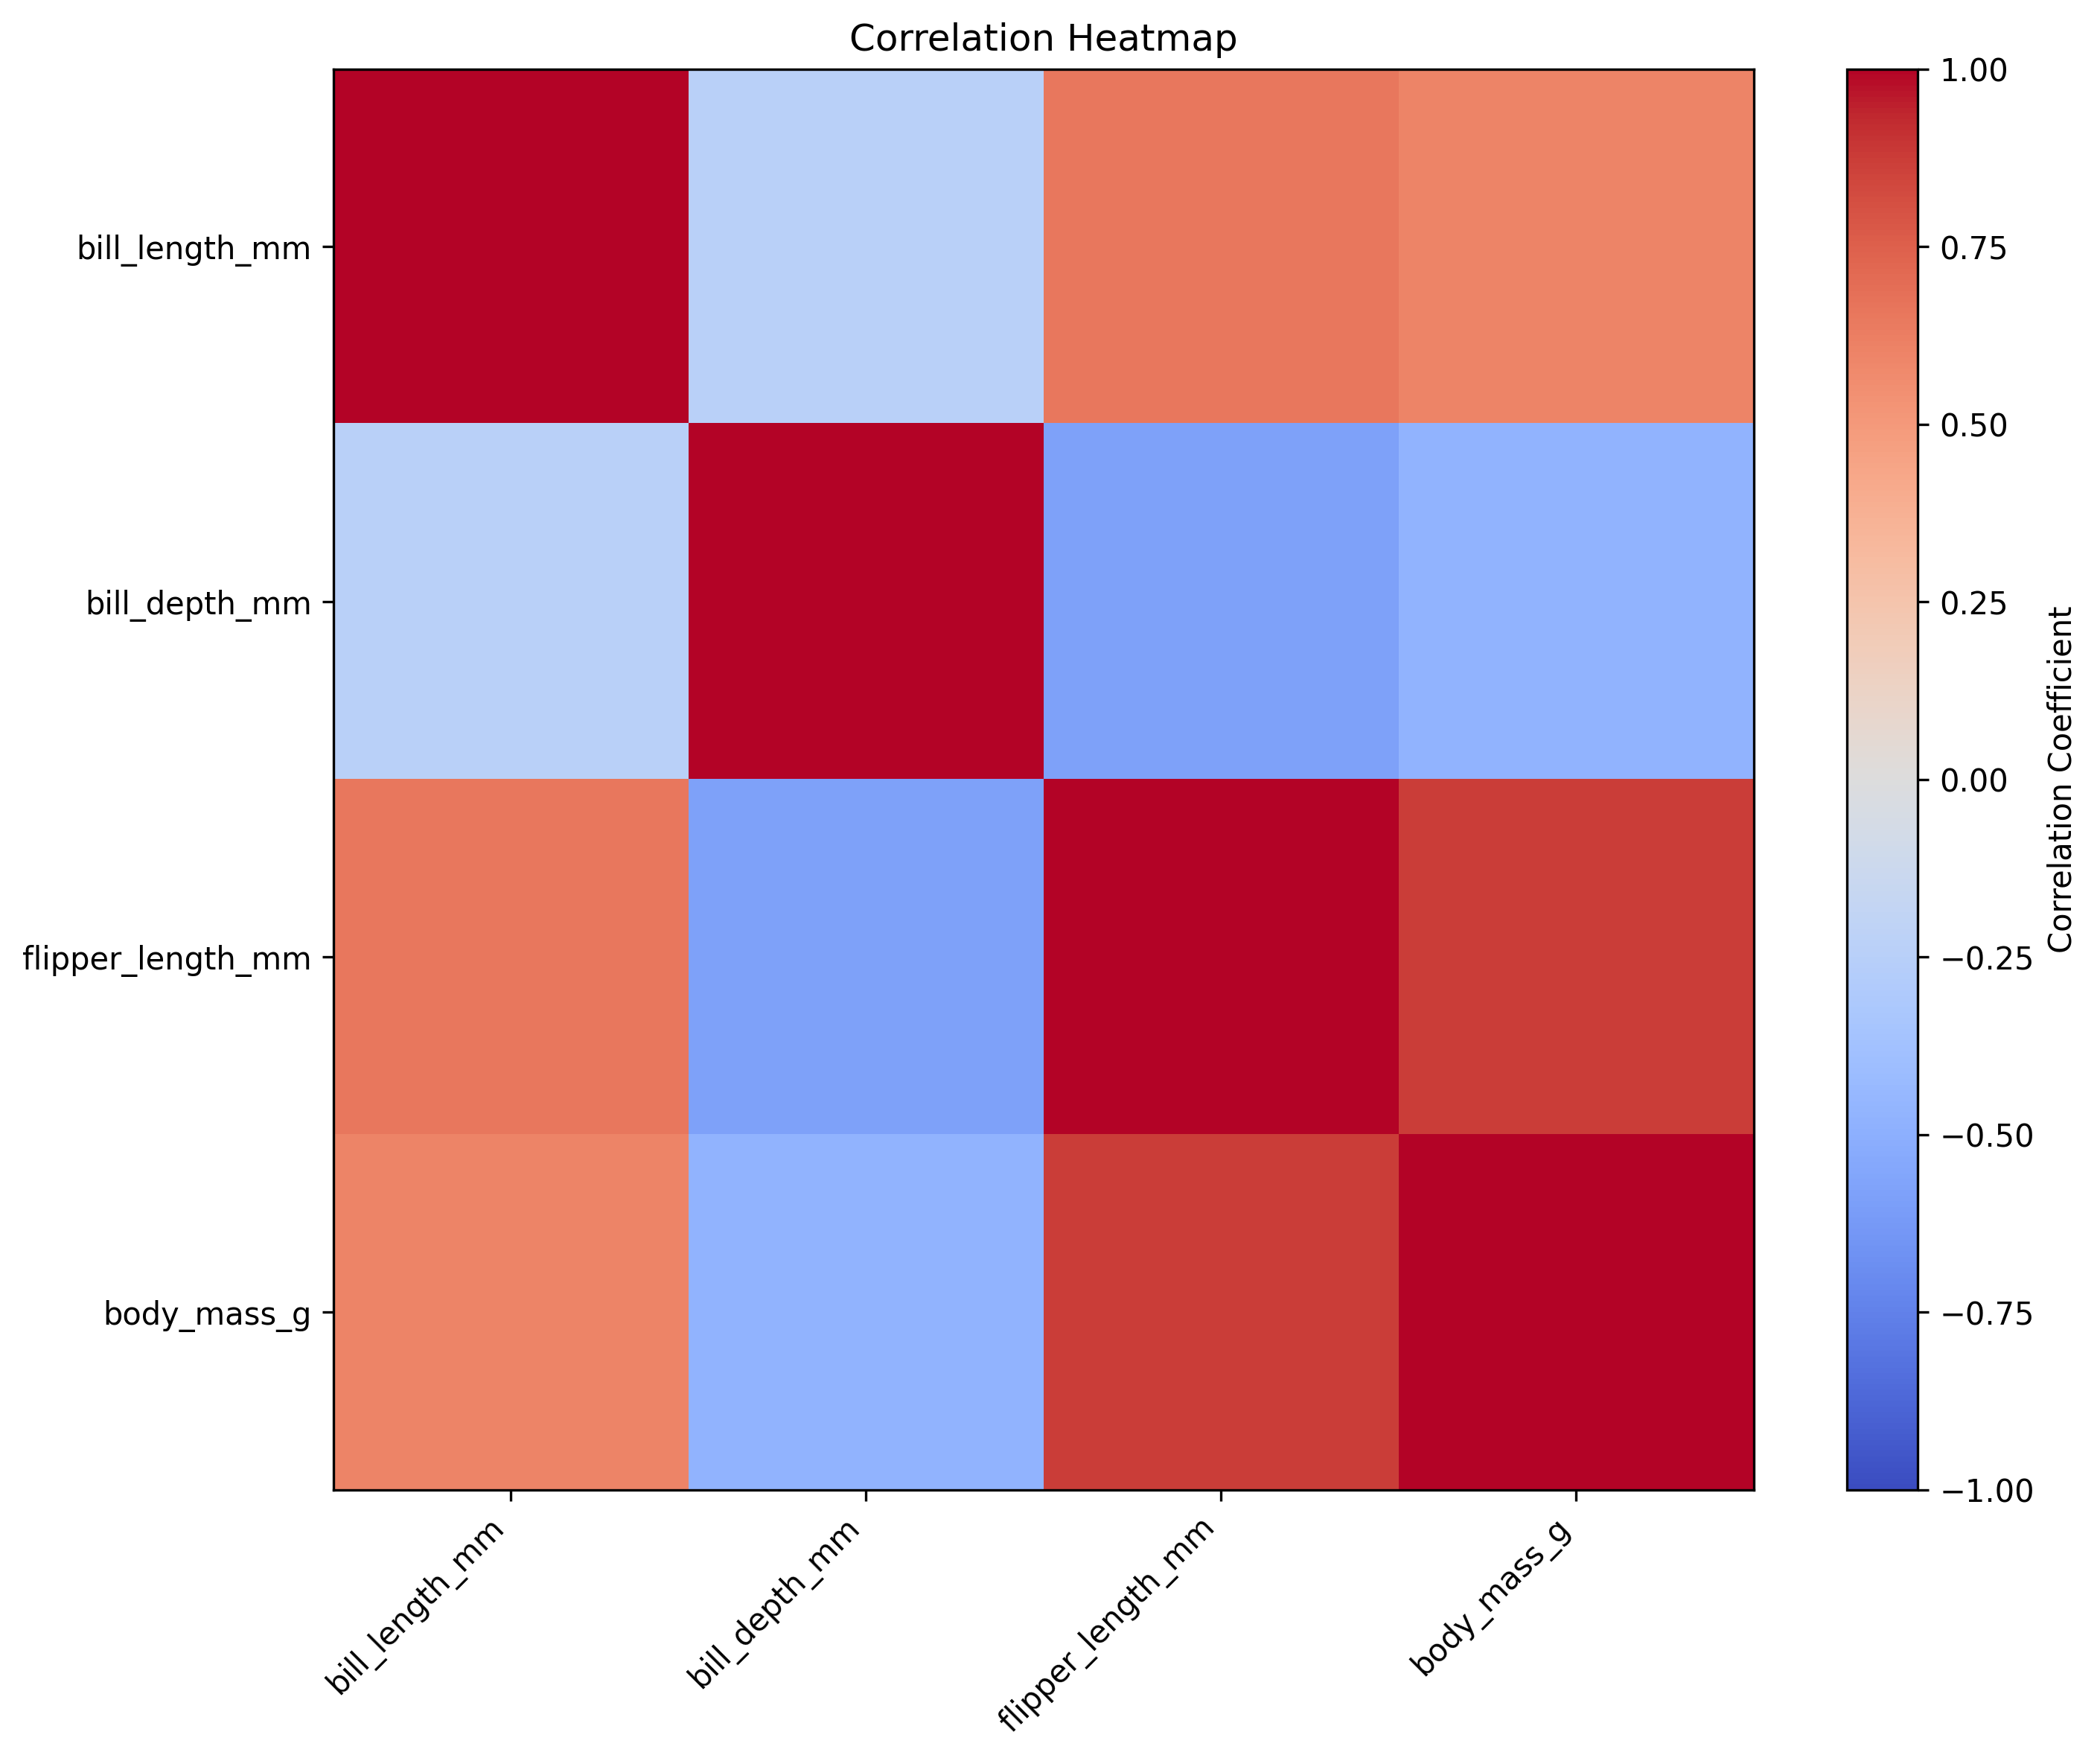 Correlation Heatmap
bill_length_mm
bill_depth_mm
flipper_length_mm
body_mass_g
bill_length_mm
bill_depth_mm
flipper_length_mm
body_mass_g
1.00
0.75
0.50
0.25
0.00
−0.25
−0.50
−0.75
−1.00
Correlation Coefficient